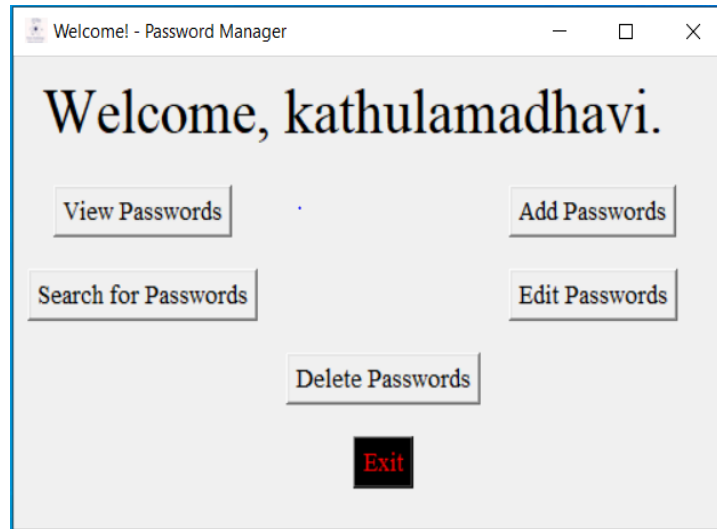 Welcome! - Password Manager
Welcome, kathulamadhavi.
View Passwords
Add Passwords
Search for Passwords
Edit Passwords
Delete Passwords
Exit